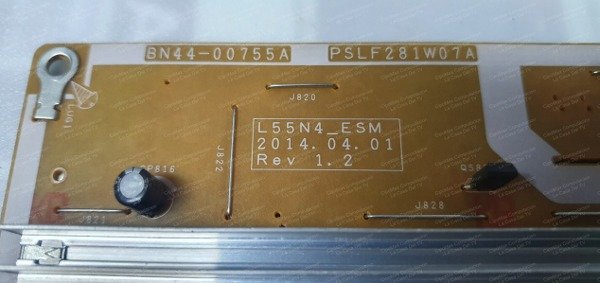 BN44-00755A
PSLF281W07A
J820
L55N4_ESM
2014.04.01
Rev 1.2
J822
J828